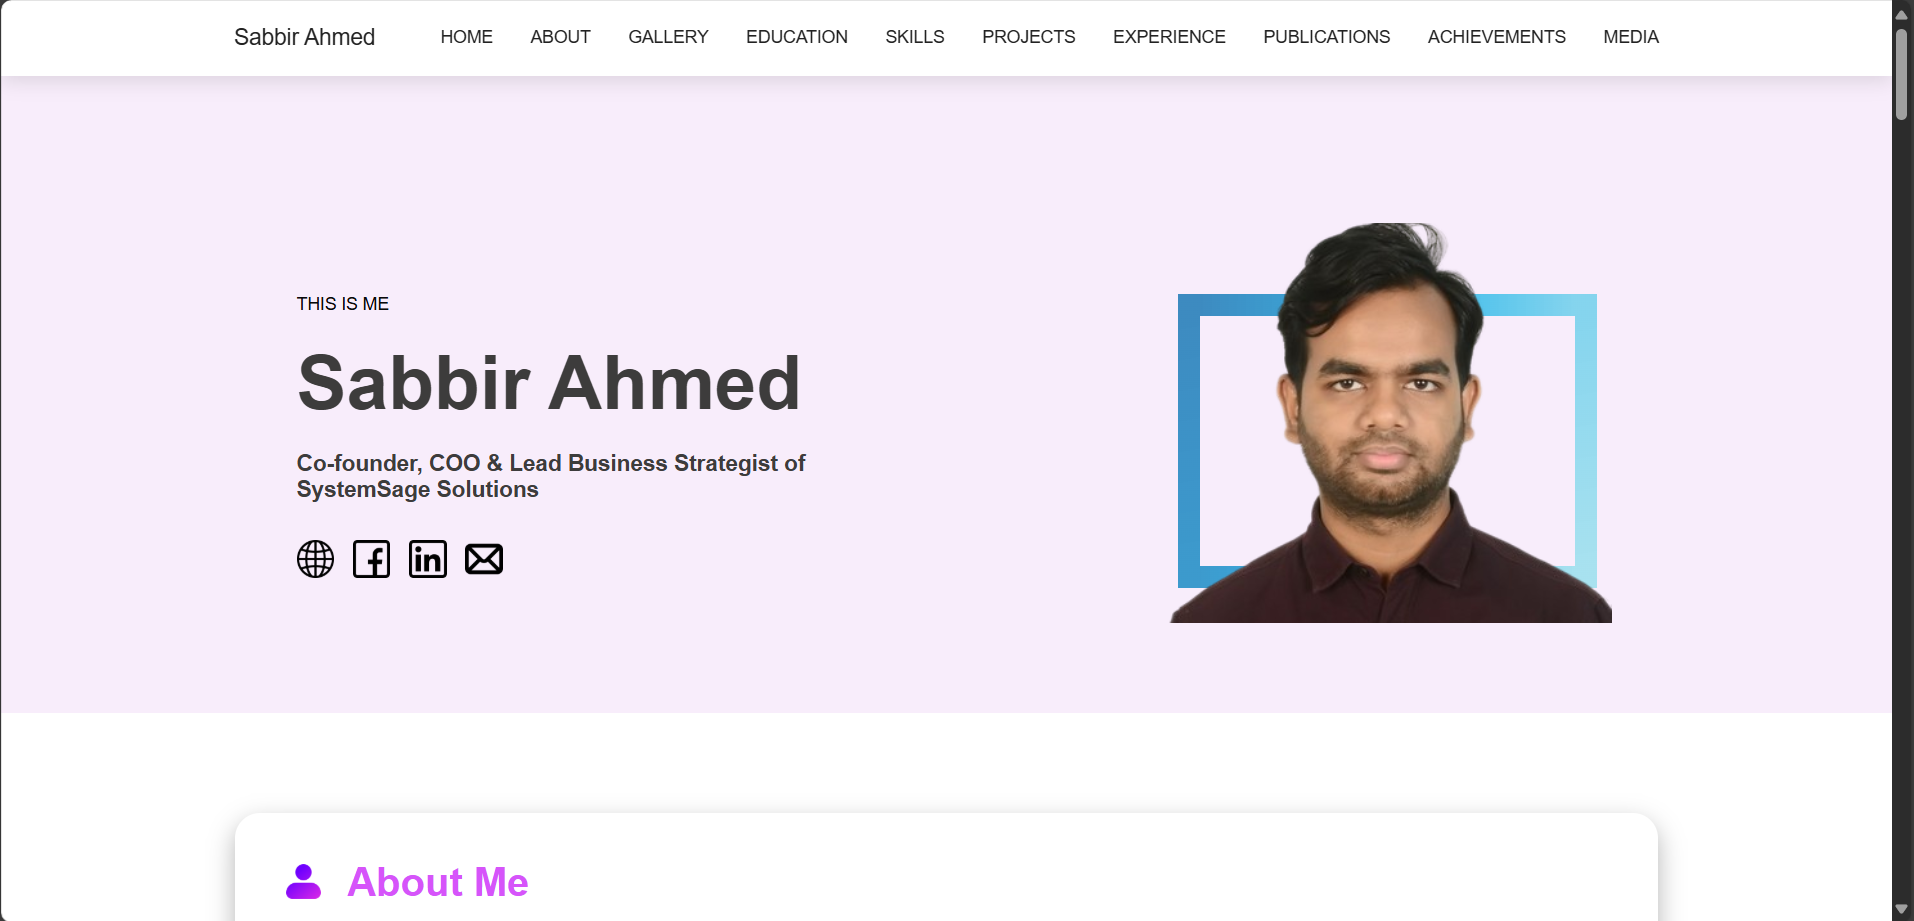 Sabbir Ahmed HOME ABOUT GALLERY EDUCATION SKILLS PROJECTS EXPERIENCE PUBLICATIONS ACHIEVEMENTS MEDIA
THIS IS ME
Sabbir Ahmed
Co-founder, COO & Lead Business Strategist of
SystemSage Solutions
About Me